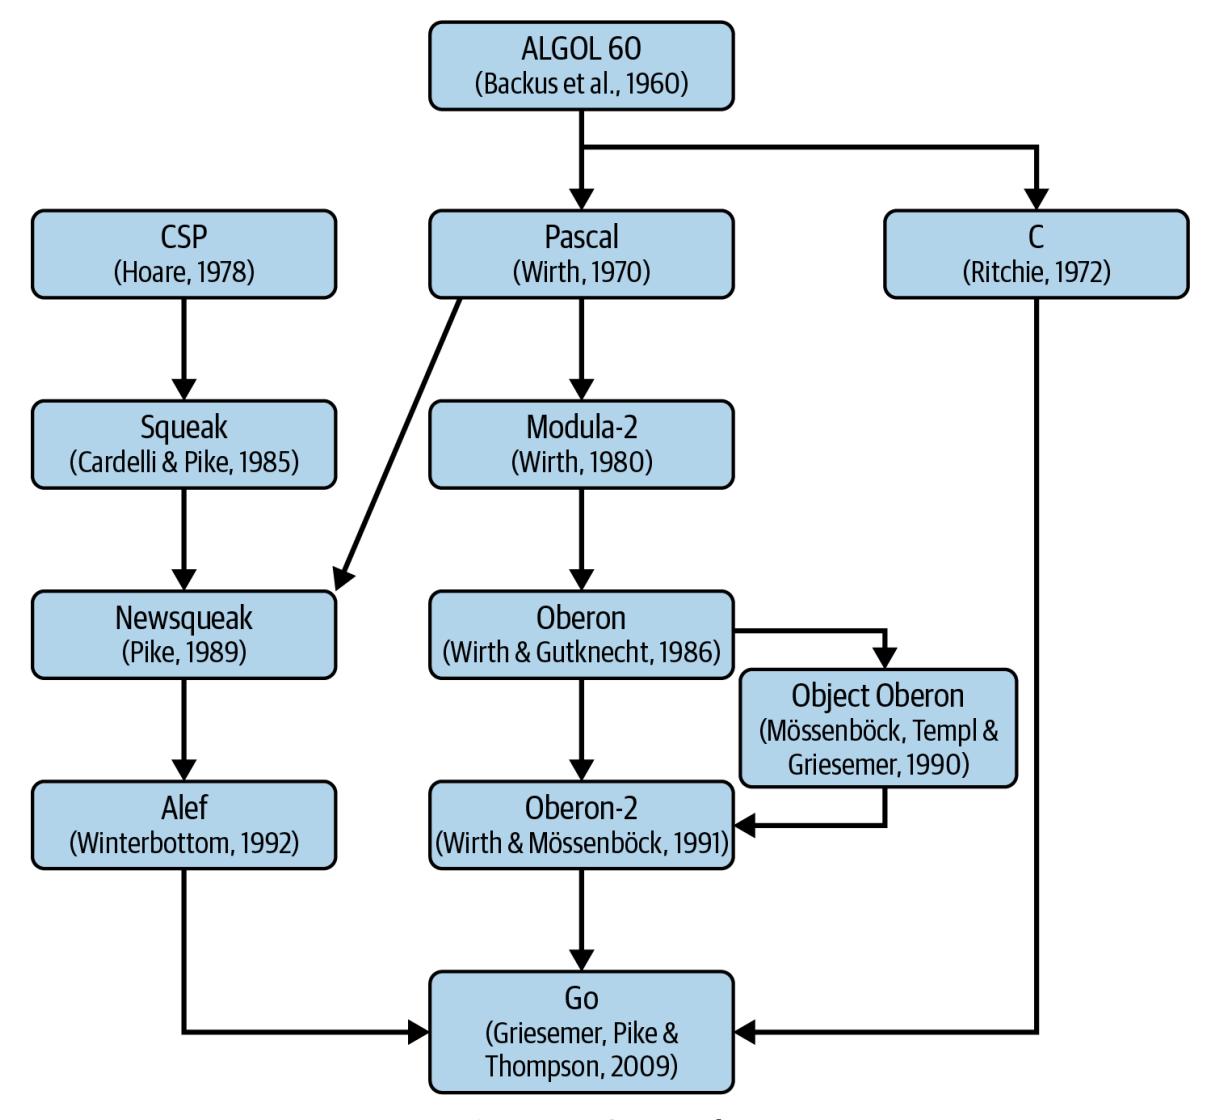 ALGOL 60
(Backus et al., 1960)
CSP
(Hoare, 1978)
Pascal
(Wirth, 1970)
C
(Ritchie, 1972)
Squeak
(Cardelli & Pike, 1985)
Modula-2
(Wirth, 1980)
Newsqueak
(Pike, 1989)
Oberon
(Wirth & Gutknecht, 1986)
Object Oberon
(Mössenböck, Templ &
Griesemer, 1990)
Alef
(Winterbottom, 1992)
Oberon-2
(Wirth & Mössenböck, 1991)
Go
(Griesemer, Pike &
Thompson, 2009)